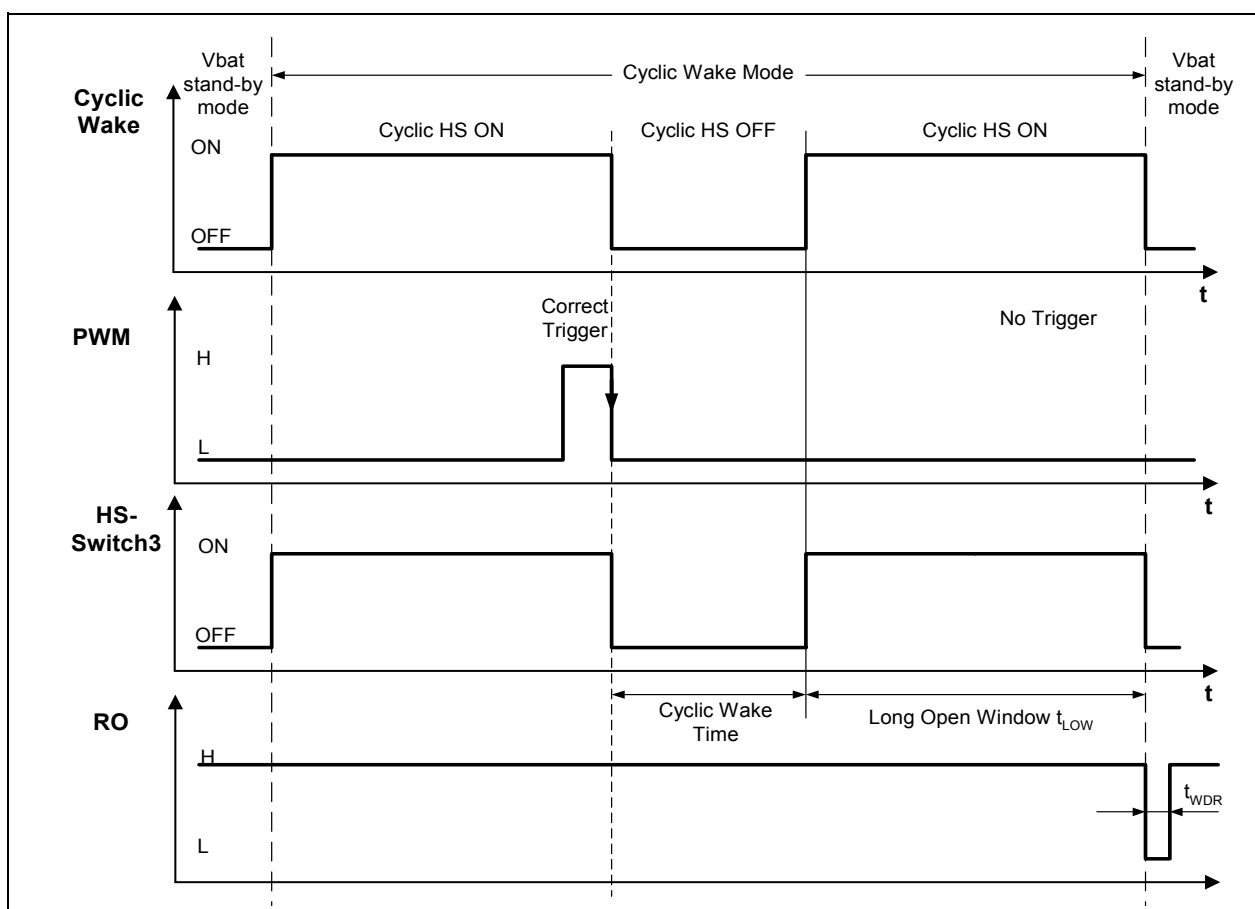 Vbat
stand-by
mode
Cyclic Wake Mode
Vbat
stand-by
mode
Cyclic
Wake
Cyclic HS ON
Cyclic HS OFF
Cyclic HS ON
ON
OFF
t
PWM
Correct
Trigger
No Trigger
H
L
t
HS-
Switch3
ON
OFF
t
RO
Cyclic Wake
Time
Long Open Window tLOW
H
tWDR
L